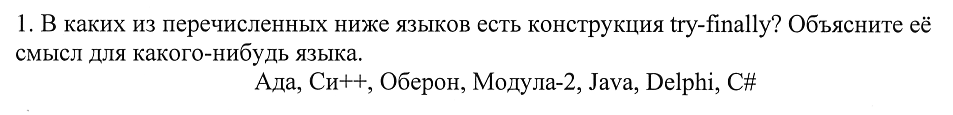 1. В каких из перечисленных ниже языков есть конструкция try-finally? Объясните её
смысл для какого-нибудь языка.
Ада, Си++, Оберон, Модула-2, Java, Delphi, C#